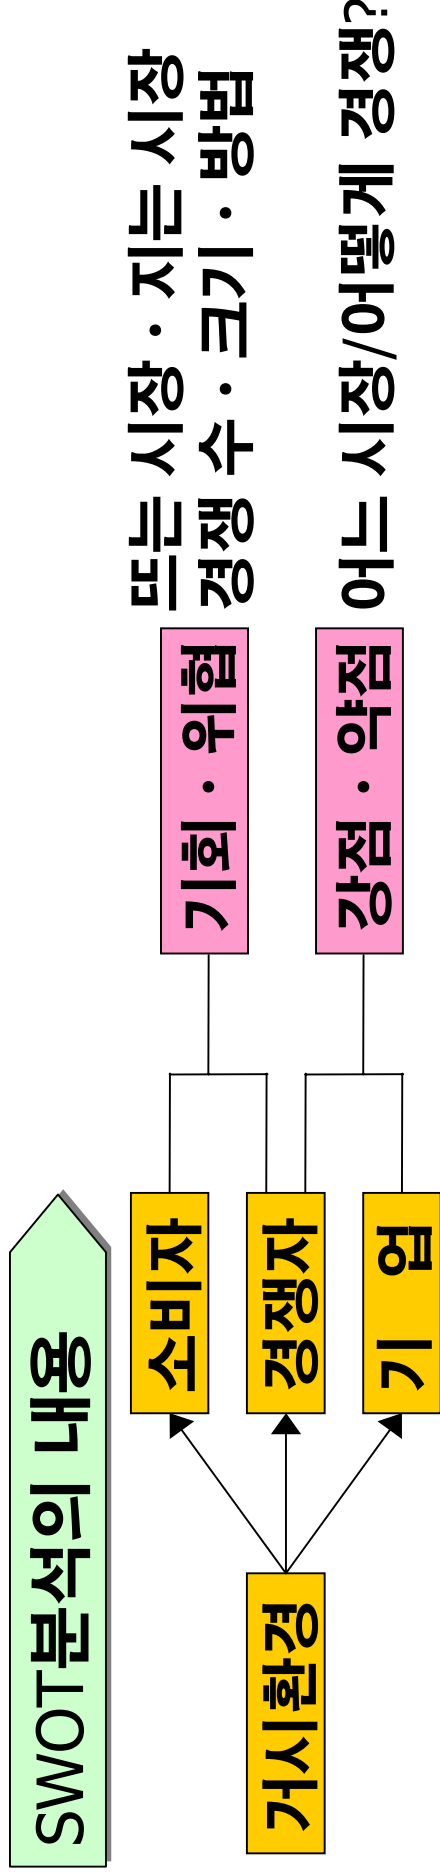 SWOT분석의 내용
거시환경
소비자
경쟁자
기 업
기회 · 위협
강점 · 약점
뜨는 시장 · 지는 시장
경쟁 수 · 크기 · 방법
어느 시장/어떻게 경쟁?